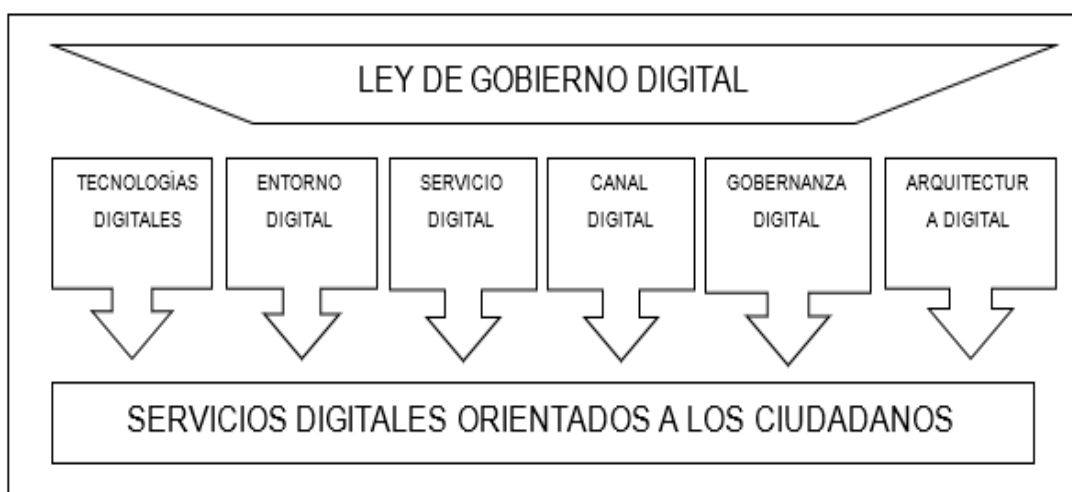 LEY DE GOBIERNO DIGITAL
TECNOLOGÌAS
DIGITALES
ENTORNO
DIGITAL
SERVICIO
DIGITAL
CANAL
DIGITAL
GOBERNANZA
DIGITAL
ARQUITECTUR
A DIGITAL
SERVICIOS DIGITALES ORIENTADOS A LOS CIUDADANOS